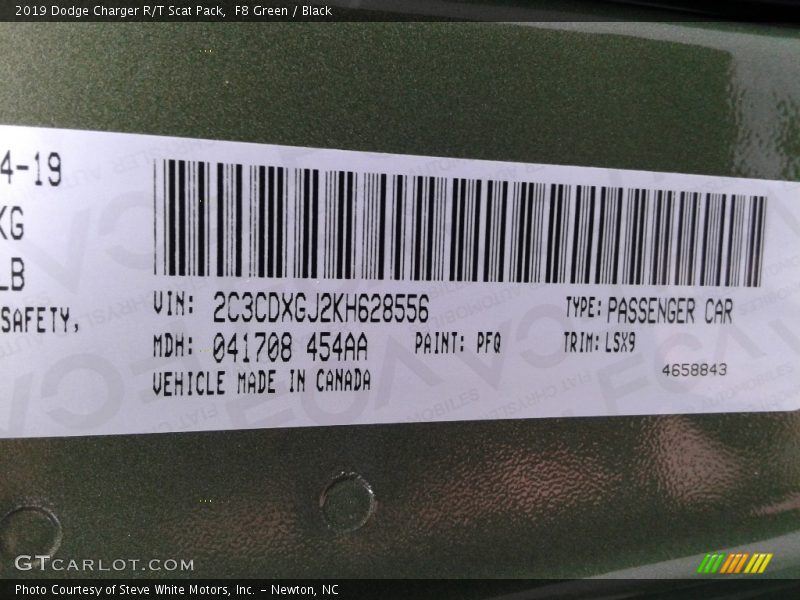 2019 Dodge Charger R/T Scat Pack, F8 Green / Black
4-19
KG
LB
SAFETY,
VIN: 2C3CDXGJ2KH628556
TYPE: PASSENGER CAR
MDH: 041708 454AA
PAINT: PFQ
TRIM: LSX9
4658843
VEHICLE MADE IN CANADA
GTCARLOT.COM
Photo Courtesy of Steve White Motors, Inc. – Newton, NC